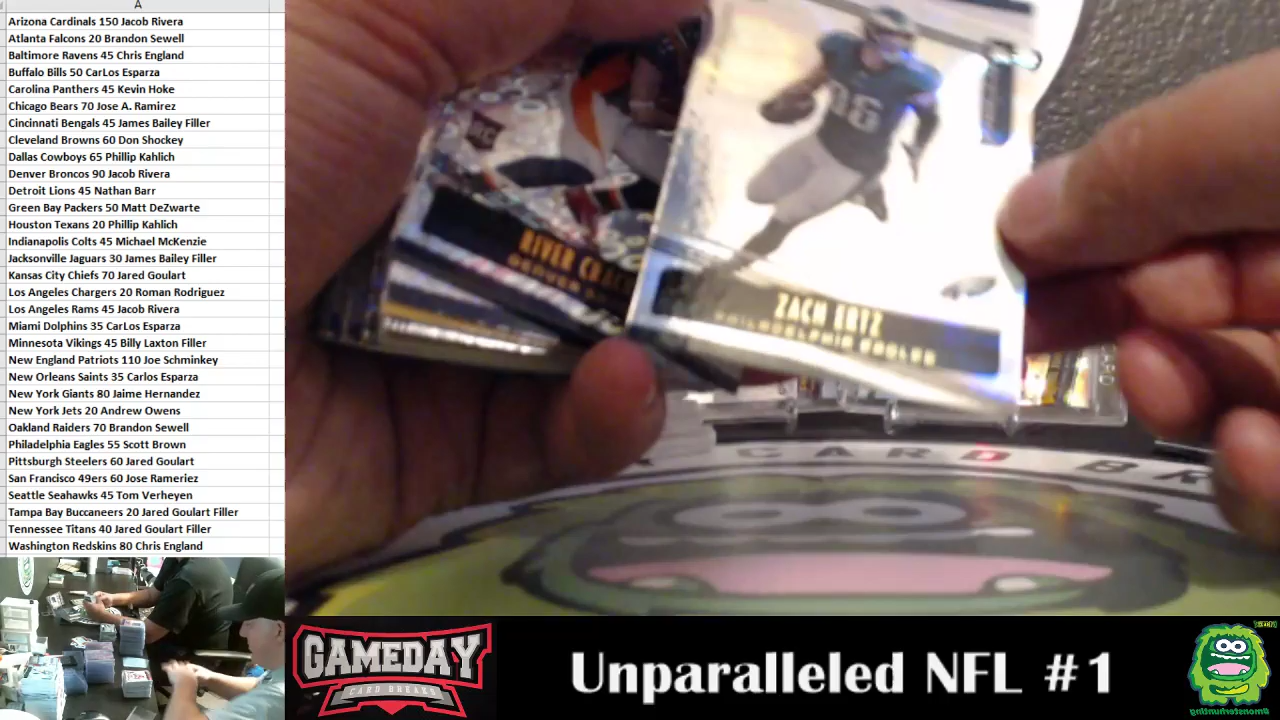 A
Arizona Cardinals 150 Jacob Rivera
Atlanta Falcons 20 Brandon Sewell
Baltimore Ravens 45 Chris England
Buffalo Bills 50 CarLos Esparza
Carolina Panthers 45 Kevin Hoke
Chicago Bears 70 Jose A. Ramirez
Cincinnati Bengals 45 James Bailey Filler
Cleveland Browns 60 Don Shockey
Dallas Cowboys 65 Phillip Kahlich
Denver Broncos 90 Jacob Rivera
Detroit Lions 45 Nathan Barr
Green Bay Packers 50 Matt DeZwarte
Houston Texans 20 Phillip Kahlich
Indianapolis Colts 45 Michael McKenzie
Jacksonville Jaguars 30 James Bailey Filler
Kansas City Chiefs 70 Jared Goulart
Los Angeles Chargers 20 Roman Rodriguez
Los Angeles Rams 45 Jacob Rivera
Miami Dolphins 35 CarLos Esparza
Minnesota Vikings 45 Billy Laxton Filler
New England Patriots 110 Joe Schminkey
New Orleans Saints 35 Carlos Esparza
New York Giants 80 Jaime Hernandez
New York Jets 20 Andrew Owens
Oakland Raiders 70 Brandon Sewell
Philadelphia Eagles 55 Scott Brown
Pittsburgh Steelers 60 Jared Goulart
San Francisco 49ers 60 Jose Rameriez
Seattle Seahawks 45 Tom Verheyen
Tampa Bay Buccaneers 20 Jared Goulart Filler
Tennessee Titans 40 Jared Goulart Filler
Washington Redskins 80 Chris England
86
RC
RIVER
DENVER
ZACH ERTZ
PHILADELPHIA EAGLES
CARD
GAMEDAY
CARD BREAKS
Unparalleled NFL #1
#monsterhunting